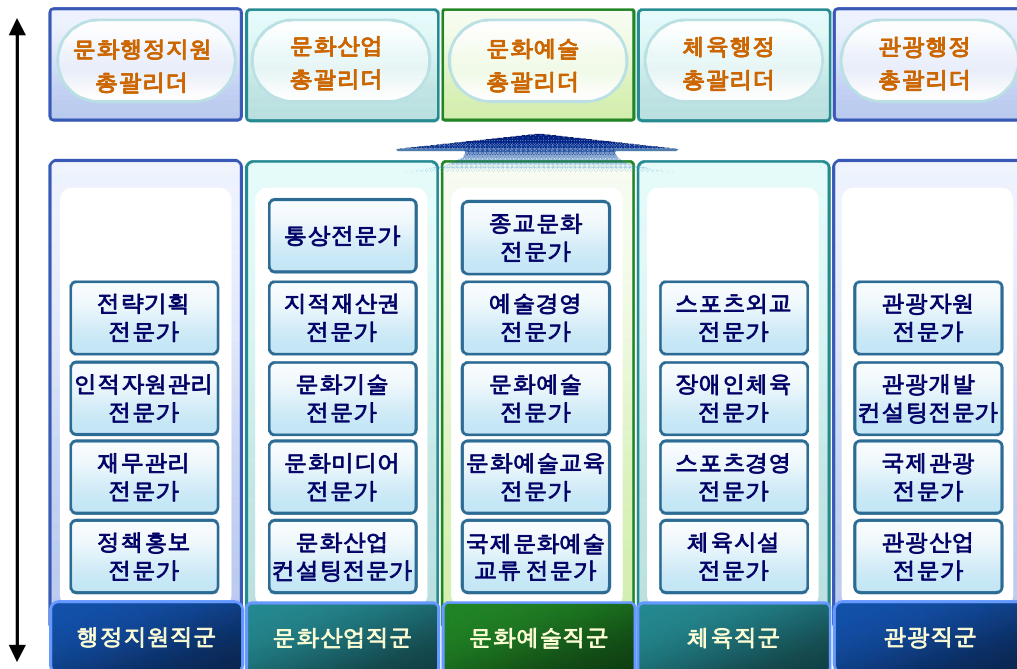 문화행정지원
총괄리더
문화산업
총괄리더
문화예술
총괄리더
체육행정
총괄리더
관광행정
총괄리더
전략기획
전문가
인적자원관리
전문가
재무관리
전문가
정책홍보
전문가
행정지원직군
통상전문가
지적재산권
전문가
문화기술
전문가
문화미디어
전문가
문화산업
컨설팅전문가
문화산업직군
종교문화
전문가
예술경영
전문가
문화예술
전문가
문화예술교육
전문가
국제문화예술
교류 전문가
문화예술직군
스포츠외교
전문가
장애인체육
전문가
스포츠경영
전문가
체육시설
전문가
체육직군
관광자원
전문가
관광개발
컨설팅전문가
국제관광
전문가
관광산업
전문가
관광직군